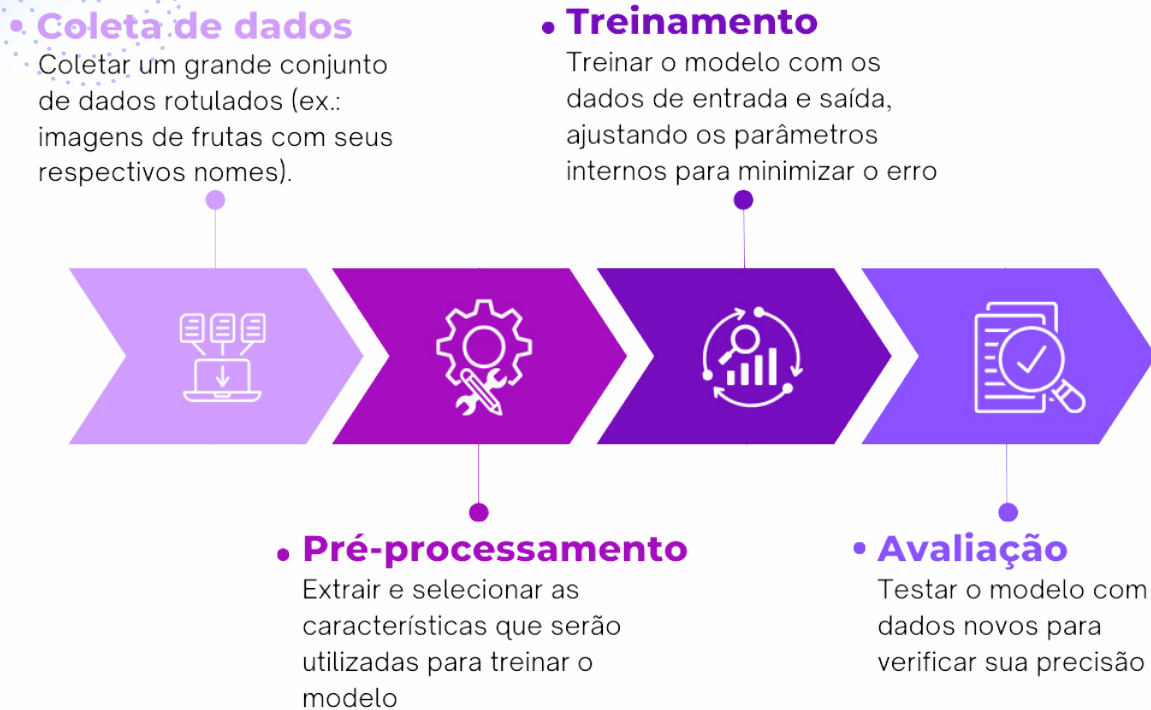 • Coleta de dados
Coletar um grande conjunto
de dados rotulados (ex.:
imagens de frutas com seus
respectivos nomes).
• Pré-processamento
Extrair e selecionar as
características que serão
utilizadas para treinar o
modelo
• Treinamento
Treinar o modelo com os
dados de entrada e saída,
ajustando os parâmetros
internos para minimizar o erro
• Avaliação
Testar o modelo com
dados novos para
verificar sua precisão